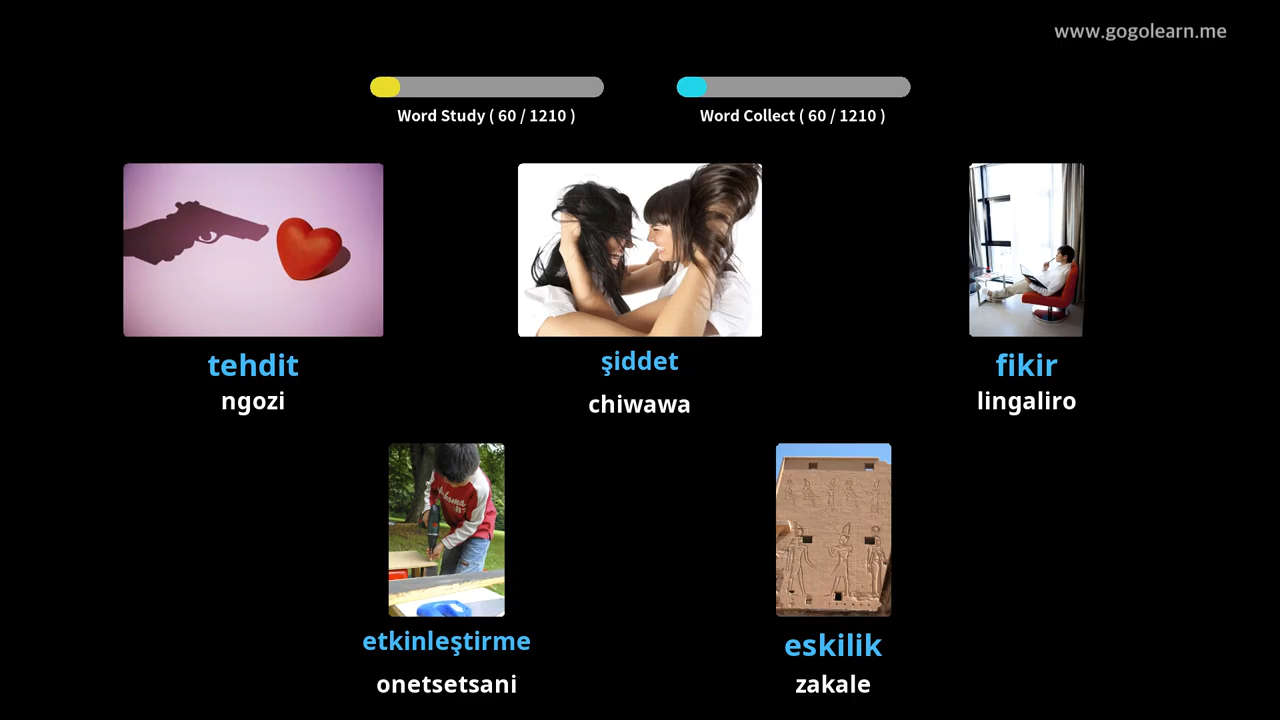 www.gogolearn.me
Word Study ( 60 / 1210 )
Word Collect ( 60 / 1210 )
tehdit
ngozi
şiddet
chiwawa
fikir
lingaliro
etkinleştirme
onetsetsani
eskilik
zakale